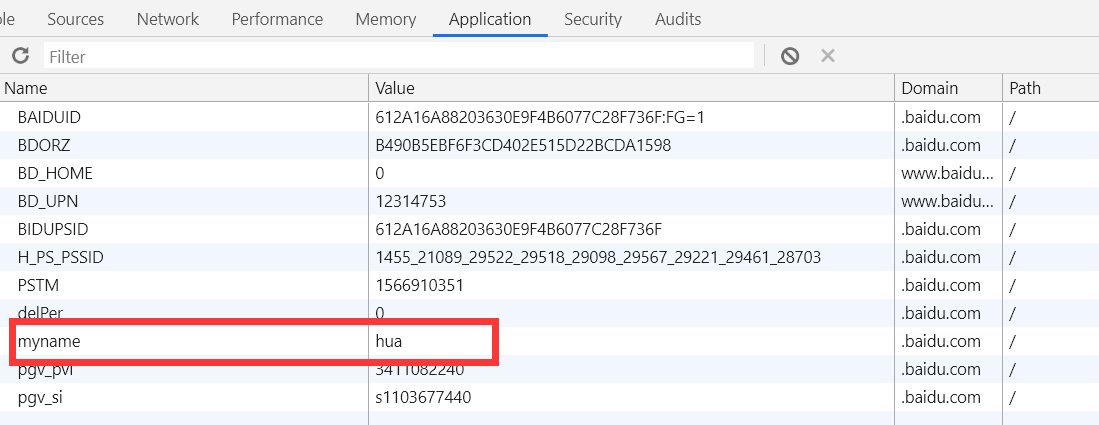 ole Sources Network Performance Memory Application Security Audits
Filter
Name Value Domain Path
BAIDUID 612A16A88203630E9F4B6077C28F736F:FG=1 .baidu.com /
BDORZ B490B5EBF6F3CD402E515D22BCDA1598 .baidu.com /
BD_HOME 0 www.baidu... /
BD_UPN 12314753 www.baidu... /
BIDUPSID 612A16A88203630E9F4B6077C28F736F .baidu.com /
H_PS_PSSID 1455_21089_29522_29518_29098_29567_29221_29461_28703 .baidu.com /
PSTM 1566910351 .baidu.com /
delPer 0 .baidu.com /
myname hua .baidu.com /
pgv_pvi 3411082240 .baidu.com /
pgv_si s1103677440 .baidu.com /